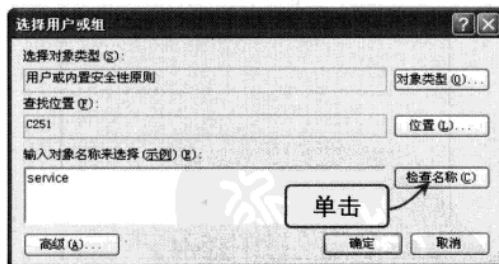 选择用户或组
选择对象类型(S):
用户或内置安全性原则
对象类型(O)...
查找位置(F):
C251
位置(L)...
输入对象名称来选择(示例)(E):
service
检查名称(C)
单击
高级(A)...
确定
取消